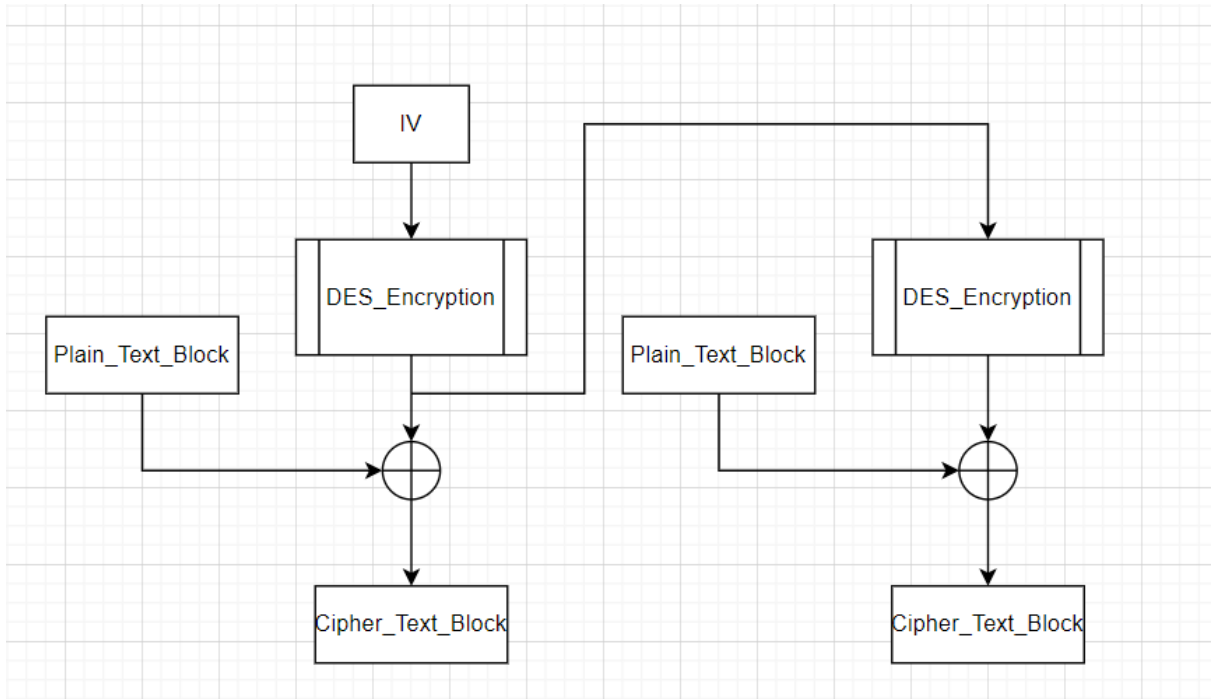 IV
DES_Encryption
DES_Encryption
Plain_Text_Block
Plain_Text_Block
Cipher_Text_Block
Cipher_Text_Block